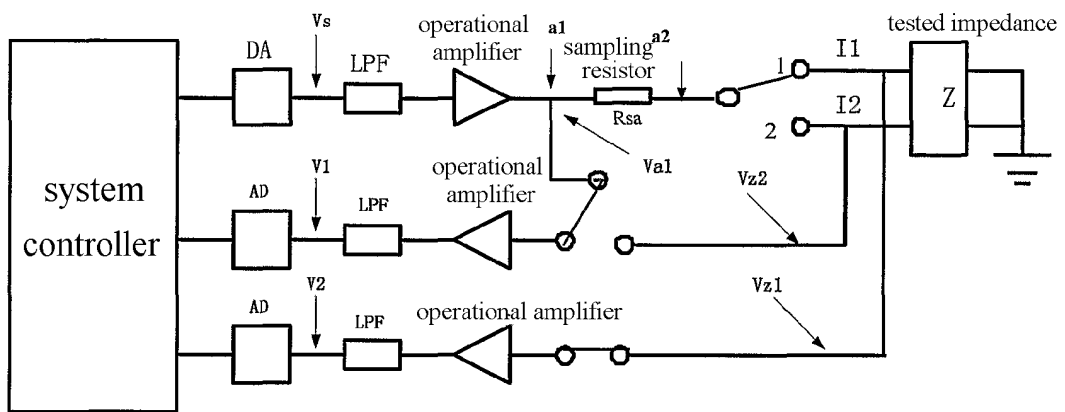 Vs
operational
amplifier
a1
sampling
a2
resistor
tested impedance
DA
LPF
Rsa
1
I1
I2
2
Z
Va1
system
controller
AD
V1
LPF
operational
amplifier
Vz2
AD
V2
LPF
operational amplifier
Vz1